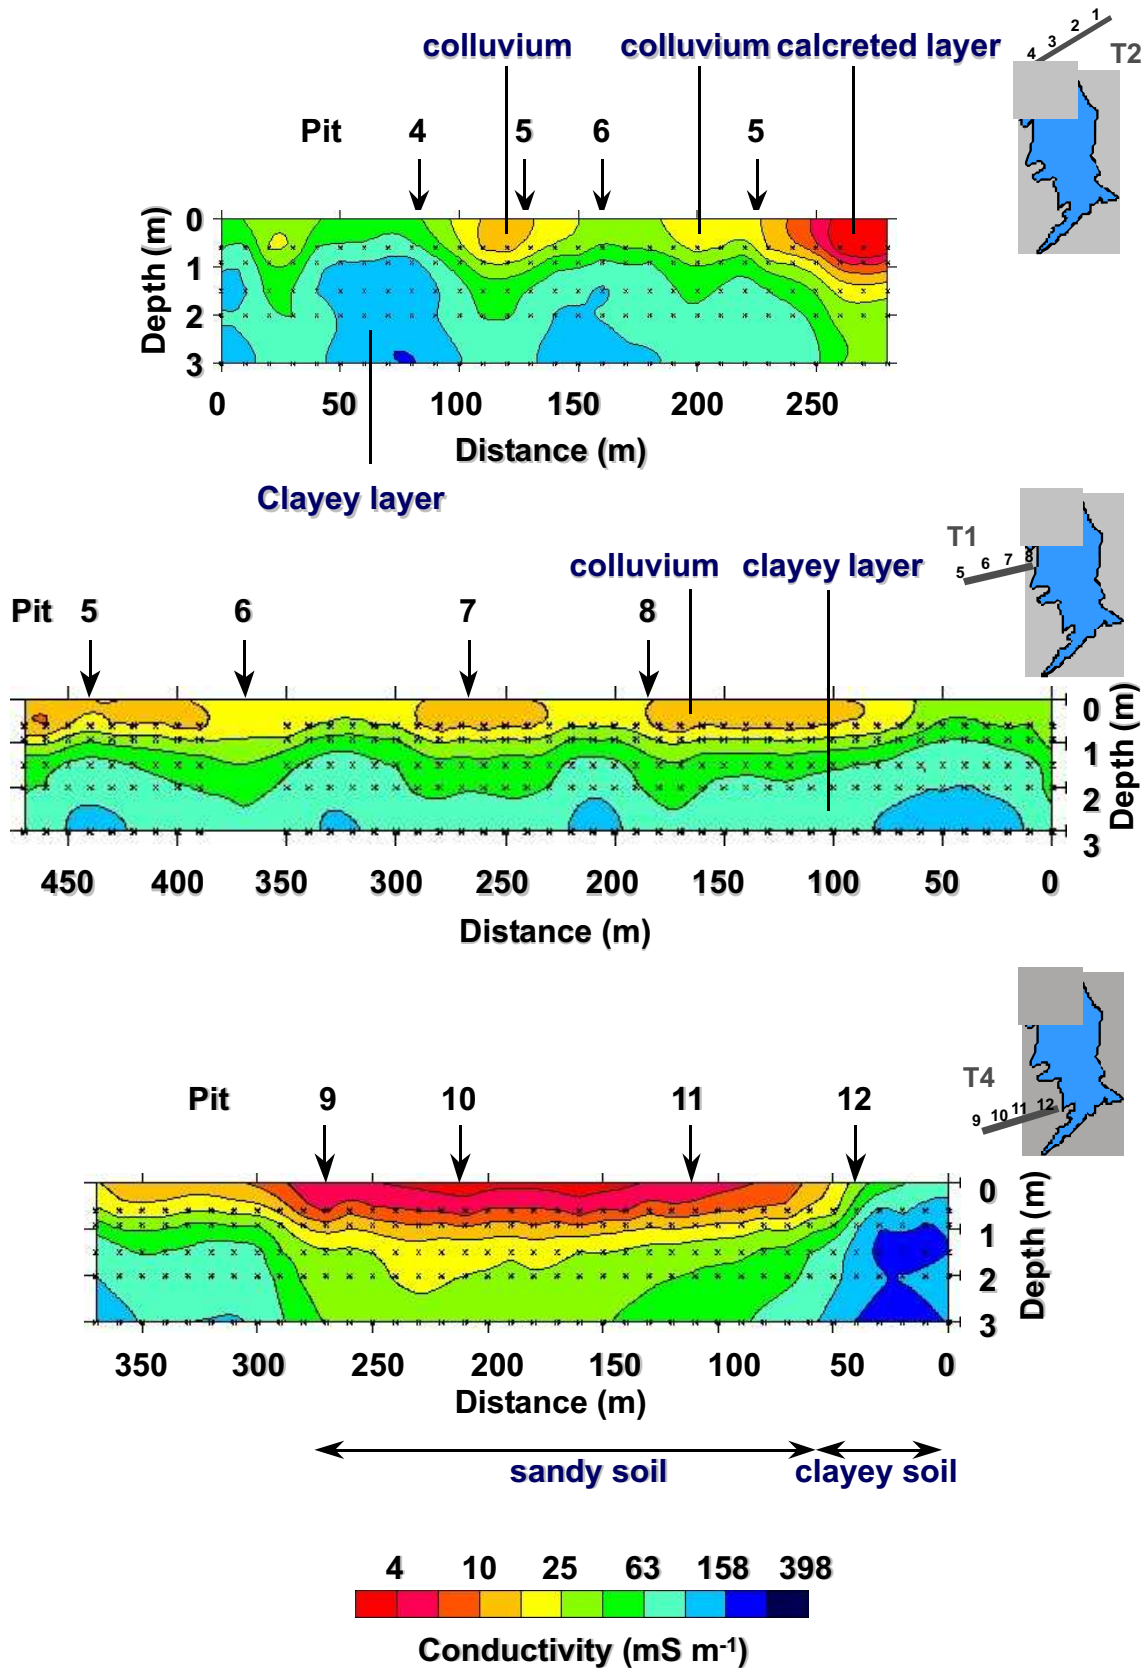 colluvium colluvium calcreted layer
1
2
3
4
T2
Pit 4 5 6 5
Depth (m)
0
1
2
3
0 50 100 150 200 250
Distance (m)
Clayey layer
T1
5 6 7 8
colluvium clayey layer
Pit 5 6 7 8
0
1
2
3
Depth (m)
450 400 350 300 250 200 150 100 50 0
Distance (m)
T4
9 10 11 12
Pit 9 10 11 12
0
1
2
3
Depth (m)
350 300 250 200 150 100 50 0
Distance (m)
sandy soil clayey soil
4 10 25 63 158 398
Conductivity (mS m⁻¹)